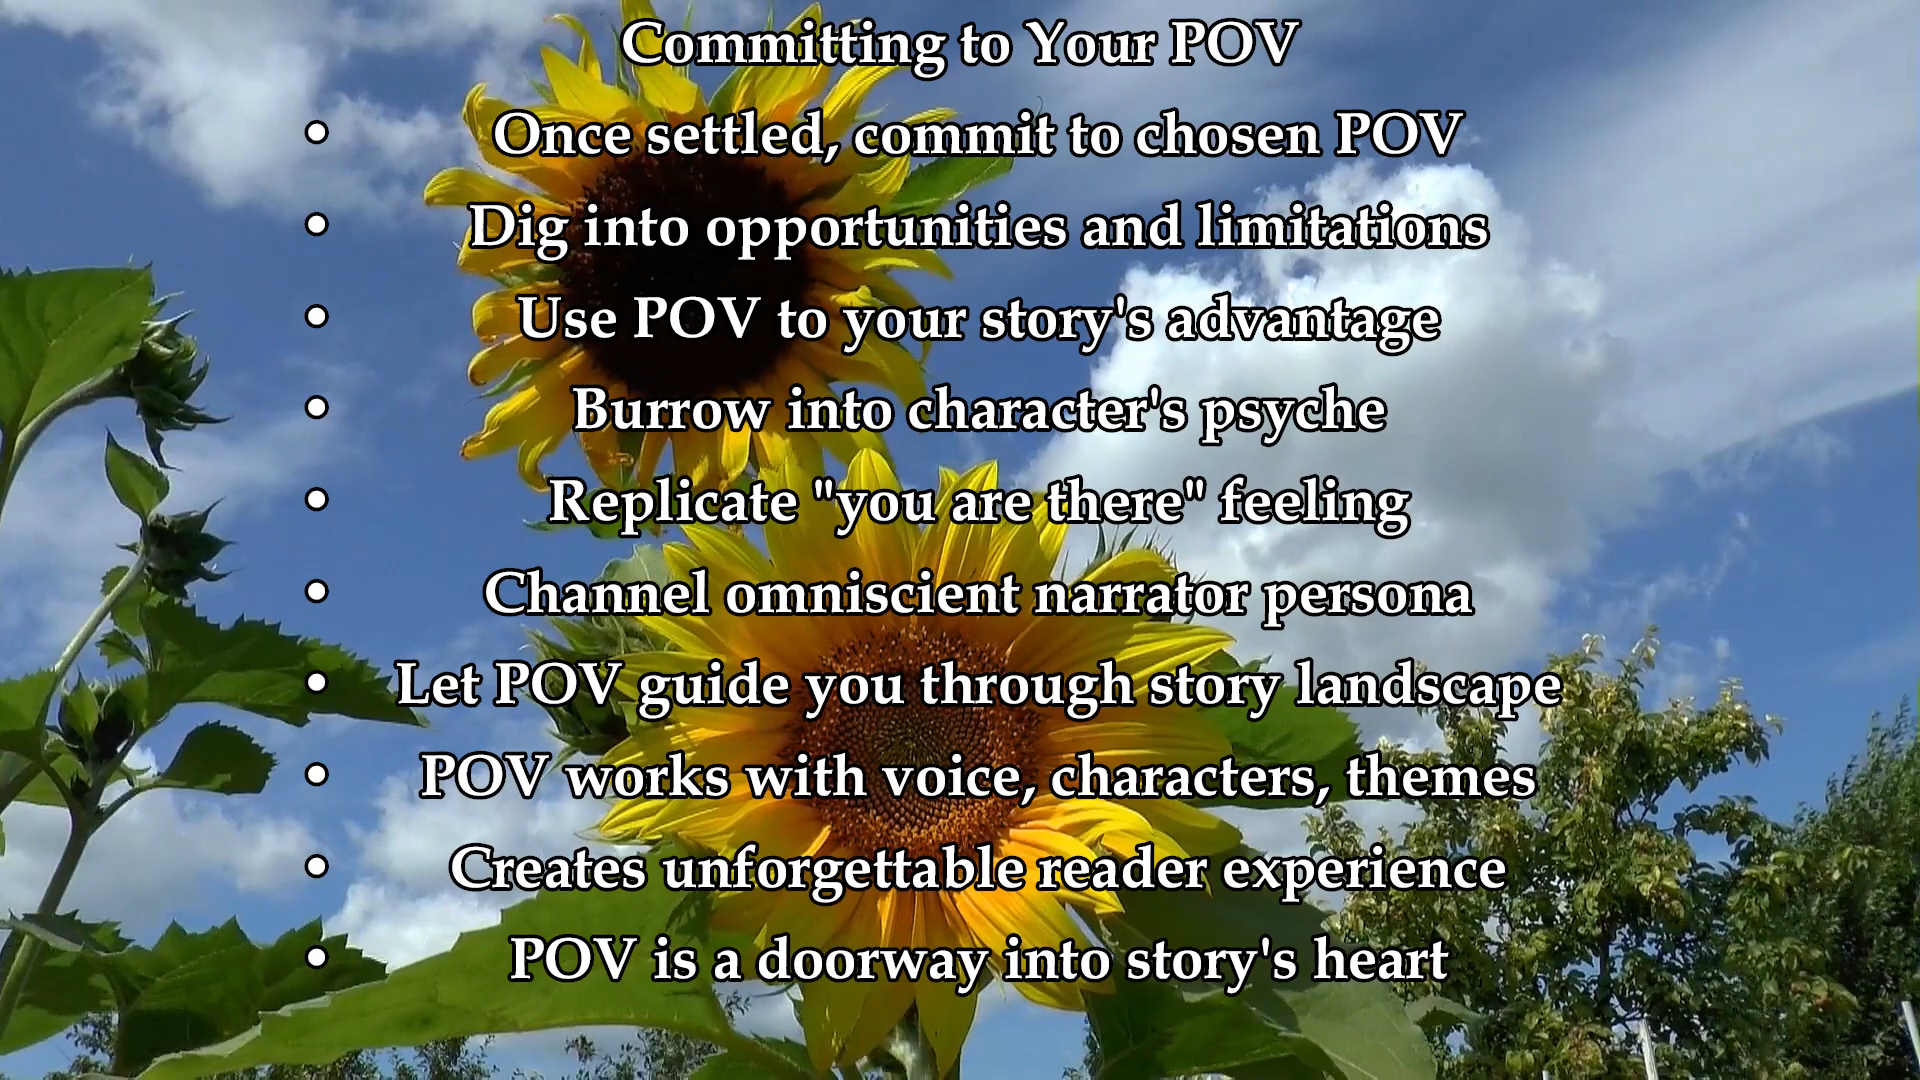 Committing to Your POV
• Once settled, commit to chosen POV
• Dig into opportunities and limitations
• Use POV to your story's advantage
• Burrow into character's psyche
• Replicate "you are there" feeling
• Channel omniscient narrator persona
• Let POV guide you through story landscape
• POV works with voice, characters, themes
• Creates unforgettable reader experience
• POV is a doorway into story's heart